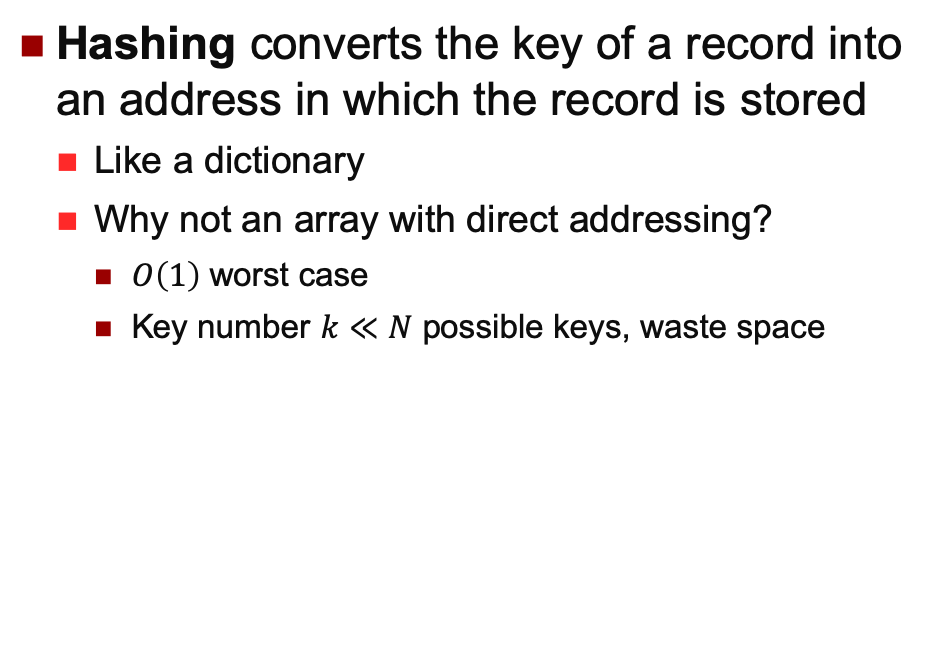 Hashing converts the key of a record into
an address in which the record is stored
Like a dictionary
Why not an array with direct addressing?
O(1) worst case
Key number k ≪ N possible keys, waste space